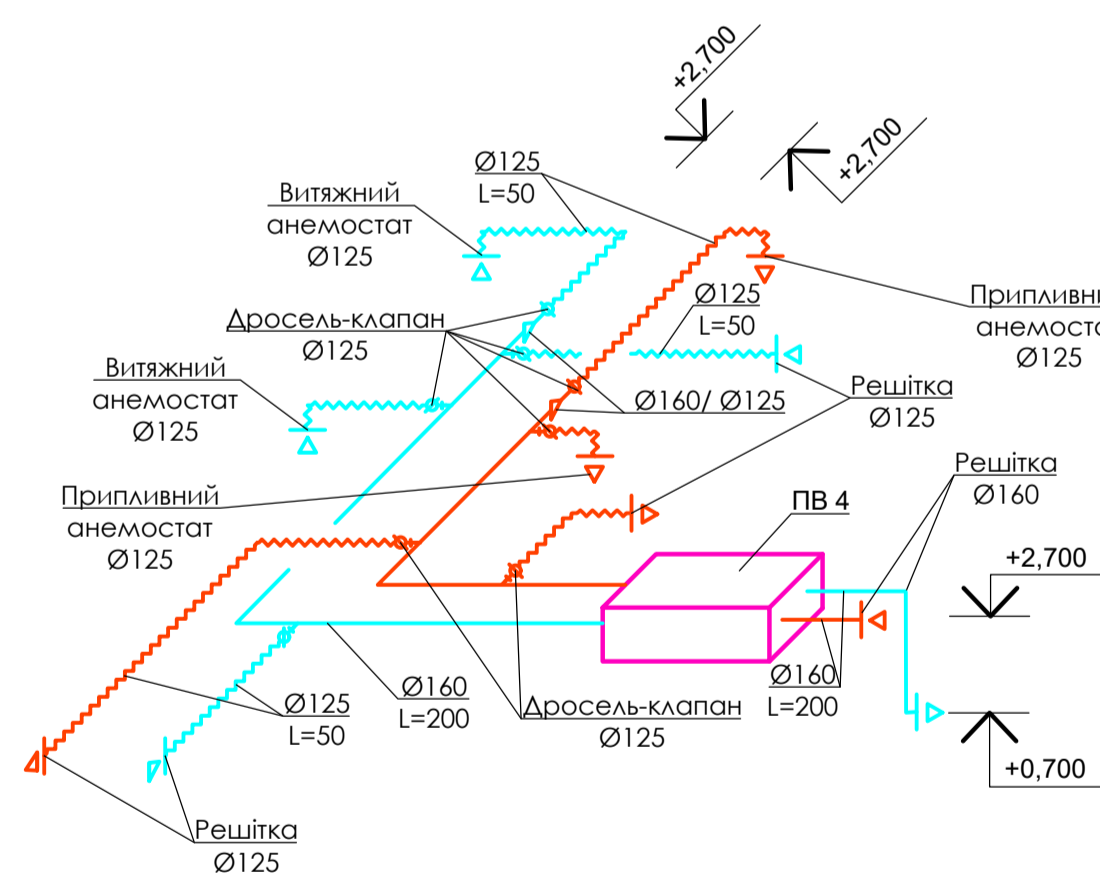 +2,700
+2,700
Ø125
L=50
Витяжний
анемостат
Ø125
Ø125
L=50
Припливни
анемоста
Ø125
Дросель-клапан
Ø125
Витяжний
анемостат
Ø125
Решітка
Ø125
Ø160/ Ø125
Решітка
Ø160
Припливний
анемостат
Ø125
ПВ 4
+2,700
Ø125
L=50
Ø160
L=200
Дросель-клапан
Ø125
Ø160
L=200
+0,700
Решітка
Ø125